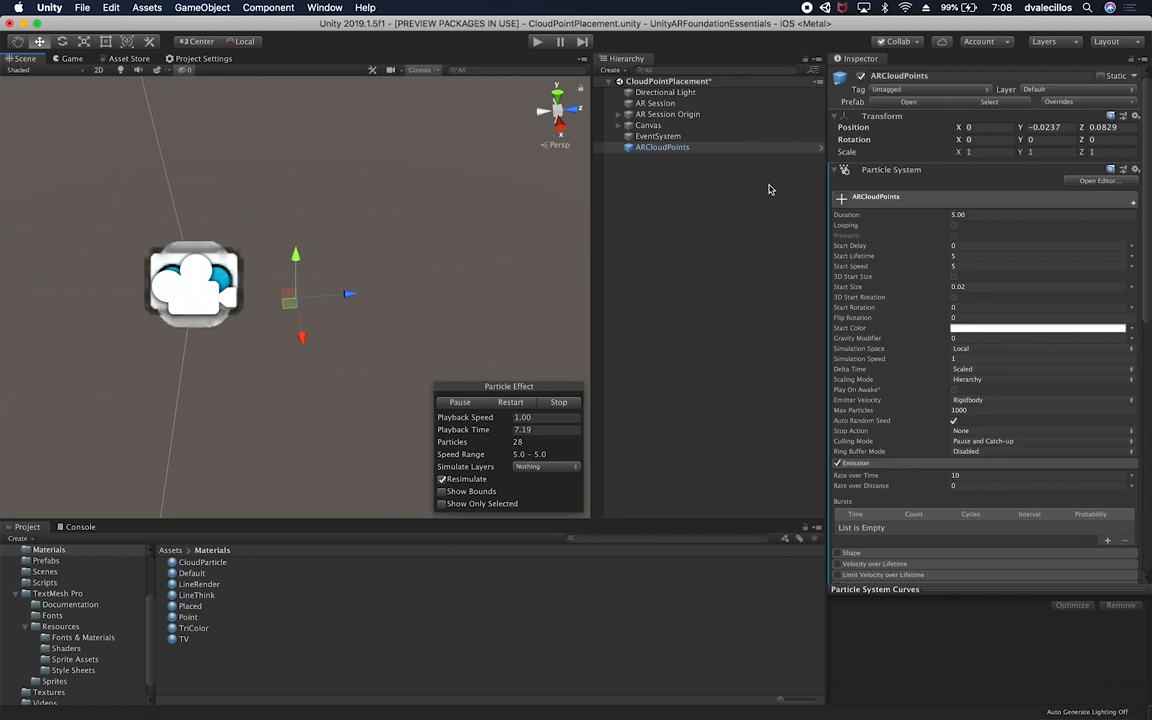 Unity File Edit Assets GameObject Component Window Help 99% 7:08 dvalecillos
Unity 2019.1.5f1 - [PREVIEW PACKAGES IN USE] - CloudPointPlacement.unity - UnityARFoundationEssentials - iOS <Metal>
Center Local Collab Account Layers Layout
Scene Game Asset Store Project Settings
Shaded 2D 0 Gizmos All
y
z
x
Persp
Particle Effect
Pause Restart Stop
Playback Speed 1.00
Playback Time 7.19
Particles 28
Speed Range 5.0 - 5.0
Simulate Layers Nothing
Resimulate
Show Bounds
Show Only Selected
Hierarchy
Create All
CloudPointPlacement*
Directional Light
AR Session
AR Session Origin
Canvas
EventSystem
ARCloudPoints
Inspector
ARCloudPoints Static
Tag Untagged Layer Default
Prefab Open Select Overrides
Transform
Position X 0 Y -0.0237 Z 0.0829
Rotation X 0 Y 0 Z 0
Scale X 1 Y 1 Z 1
Particle System
Open Editor...
ARCloudPoints
Duration 5.00
Looping
Prewarm
Start Delay 0
Start Lifetime 5
Start Speed 5
3D Start Size
Start Size 0.02
3D Start Rotation
Start Rotation 0
Flip Rotation 0
Start Color
Gravity Modifier 0
Simulation Space Local
Simulation Speed 1
Delta Time Scaled
Scaling Mode Hierarchy
Play On Awake*
Emitter Velocity Rigidbody
Max Particles 1000
Auto Random Seed
Stop Action None
Culling Mode Pause and Catch-up
Ring Buffer Mode Disabled
Emission
Rate over Time 10
Rate over Distance 0
Bursts
Time Count Cycles Interval Probability
List is Empty
Shape
Velocity over Lifetime
Limit Velocity over Lifetime
Particle System Curves
Optimize Remove
Project Console
Create
Materials
Prefabs
Scenes
Scripts
TextMesh Pro
Documentation
Fonts
Resources
Fonts & Materials
Shaders
Sprite Assets
Style Sheets
Sprites
Textures
Videos
Assets > Materials
CloudParticle
Default
LineRender
LineThink
Placed
Point
TriColor
TV
Auto Generate Lighting Off